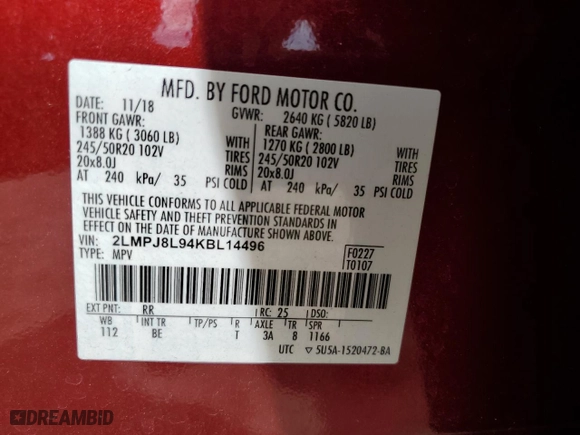 MFD. BY FORD MOTOR CO.
DATE: 11/18 GVWR: 2640 KG ( 5820 LB)
FRONT GAWR: REAR GAWR:
1388 KG ( 3060 LB) WITH 1270 KG ( 2800 LB) WITH
245/50R20 102V TIRES 245/50R20 102V TIRES
20x8.0J RIMS 20x8.0J RIMS
AT 240 kPa/ 35 PSI COLD AT 240 kPa/ 35 PSI COLD
THIS VEHICLE CONFORMS TO ALL APPLICABLE FEDERAL MOTOR
VEHICLE SAFETY AND THEFT PREVENTION STANDARDS IN
EFFECT ON THE DATE OF MANUFACTURE SHOWN ABOVE.
VIN: 2LMPJ8L94KBL14496 F0227
TYPE: MPV T0107
EXT PNT: RR RC: 25 DSO:
WB INT TR TP/PS R AXLE TR SPR
112 BE T 3A 8 1166
UTC ▽ 5U5A-1520472-BA
DREAMBID